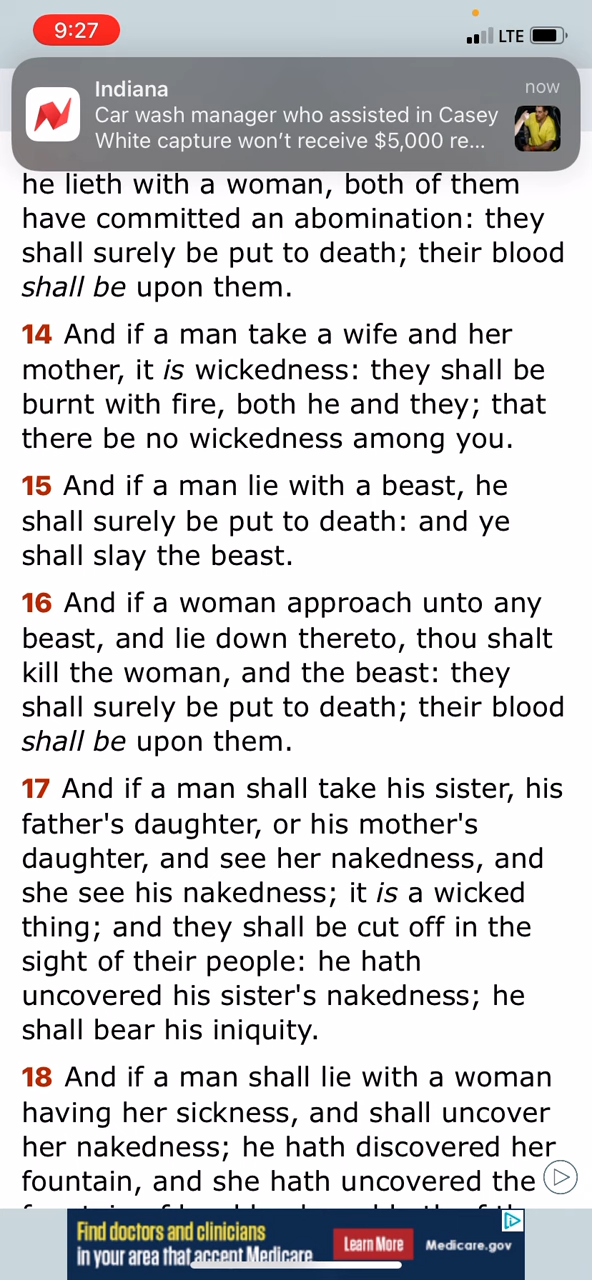 9:27
LTE
Indiana
now
Car wash manager who assisted in Casey
White capture won’t receive $5,000 re...
he lieth with a woman, both of them
have committed an abomination: they
shall surely be put to death; their blood
shall be upon them.
14 And if a man take a wife and her
mother, it is wickedness: they shall be
burnt with fire, both he and they; that
there be no wickedness among you.
15 And if a man lie with a beast, he
shall surely be put to death: and ye
shall slay the beast.
16 And if a woman approach unto any
beast, and lie down thereto, thou shalt
kill the woman, and the beast: they
shall surely be put to death; their blood
shall be upon them.
17 And if a man shall take his sister, his
father's daughter, or his mother's
daughter, and see her nakedness, and
she see his nakedness; it is a wicked
thing; and they shall be cut off in the
sight of their people: he hath
uncovered his sister's nakedness; he
shall bear his iniquity.
18 And if a man shall lie with a woman
having her sickness, and shall uncover
her nakedness; he hath discovered her
fountain, and she hath uncovered the
Find doctors and clinicians
in your area that accept Medicare
Learn More
Medicare.gov